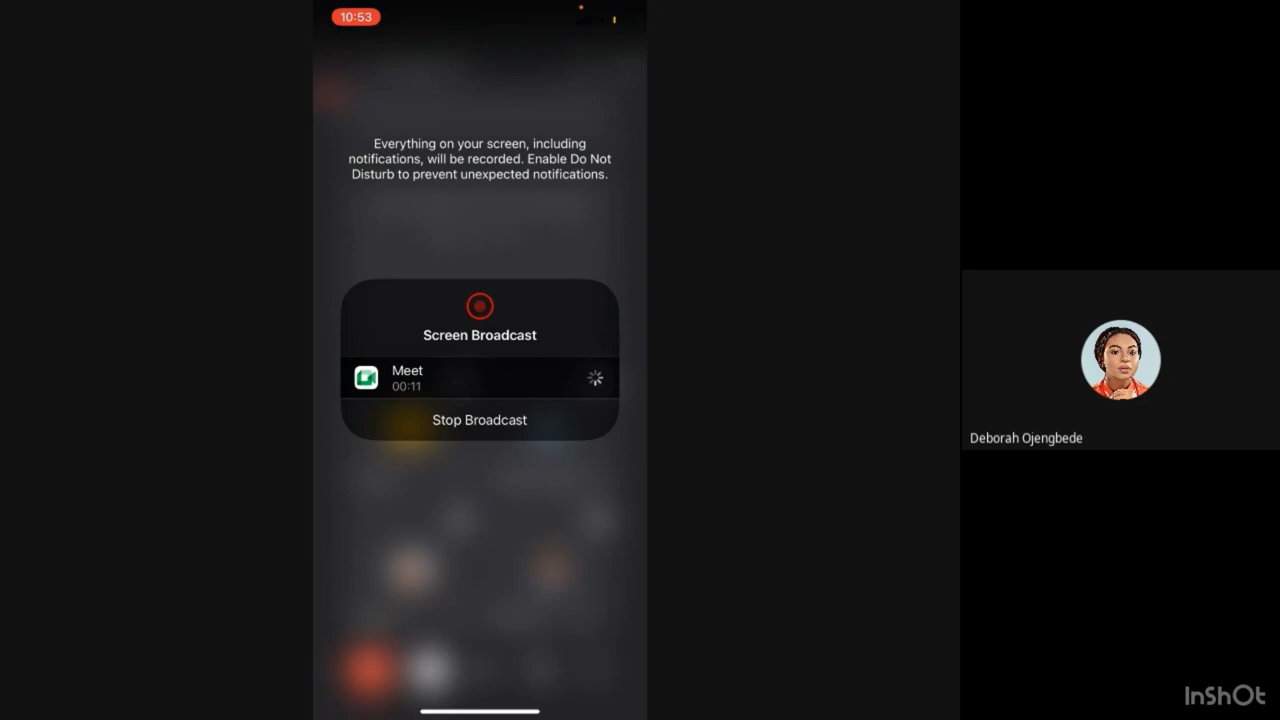 10:53
Everything on your screen, including
notifications, will be recorded. Enable Do Not
Disturb to prevent unexpected notifications.
Screen Broadcast
Meet
00:11
Stop Broadcast
Deborah Ojengbede
InShOt